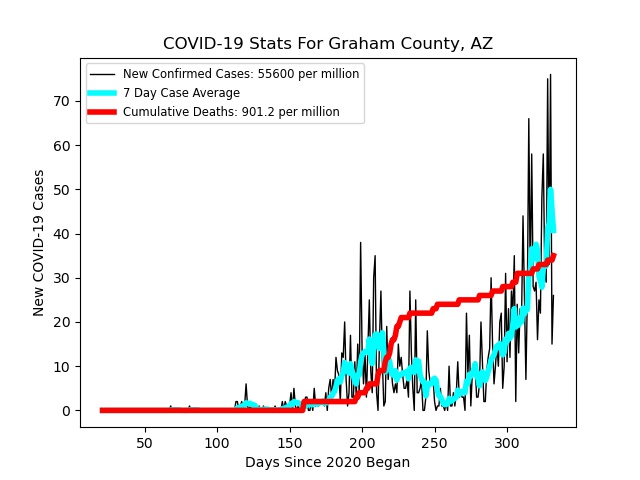 COVID-19 Stats For Graham County, AZ
New Confirmed Cases: 55600 per million
7 Day Case Average
Cumulative Deaths: 901.2 per million
New COVID-19 Cases
70
60
50
40
30
20
10
0
50 100 150 200 250 300
Days Since 2020 Began